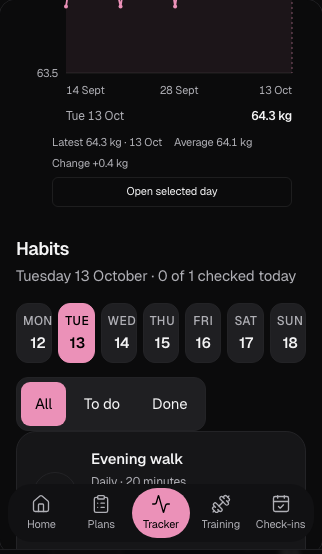 63.5
14 Sept 28 Sept 13 Oct
Tue 13 Oct 64.3 kg
Latest 64.3 kg · 13 Oct Average 64.1 kg
Change +0.4 kg
Open selected day
Habits
Tuesday 13 October · 0 of 1 checked today
MON TUE WED THU FRI SAT SUN
12 13 14 15 16 17 18
All To do Done
Evening walk
Daily · 20 minutes
Home Plans Tracker Training Check-ins